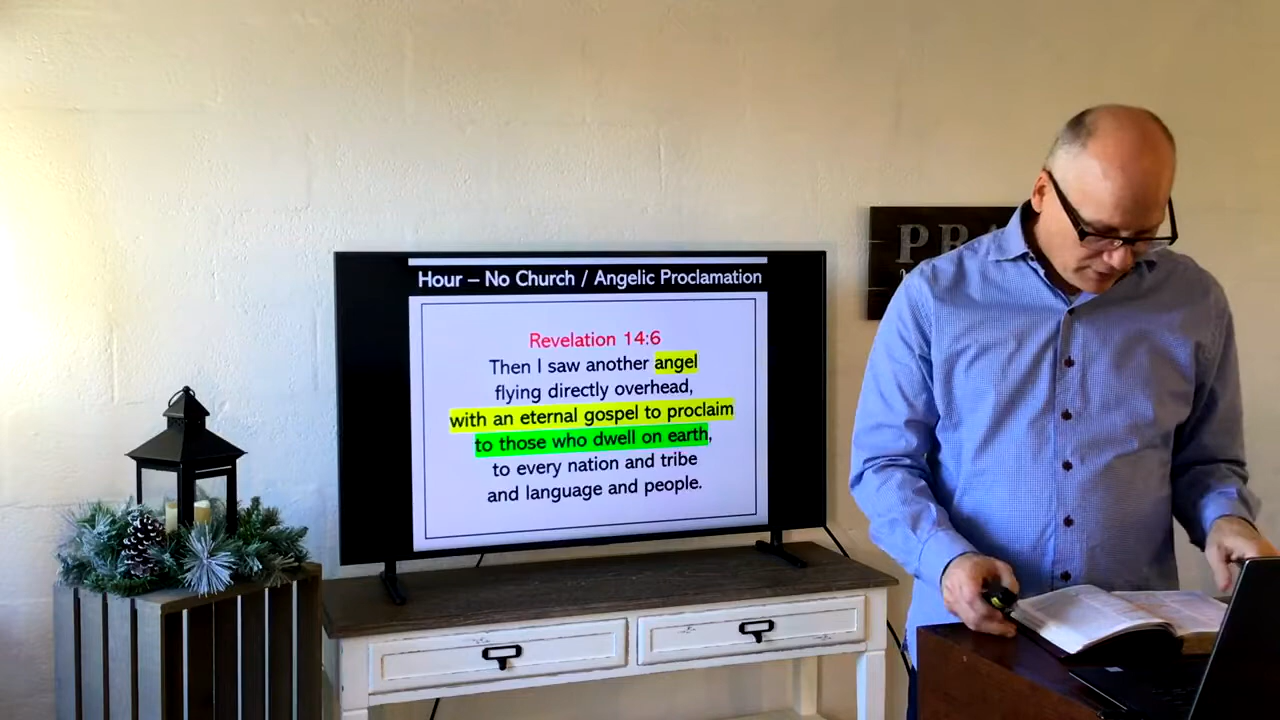 Hour – No Church / Angelic Proclamation
Revelation 14:6
Then I saw another angel
flying directly overhead,
with an eternal gospel to proclaim
to those who dwell on earth,
to every nation and tribe
and language and people.